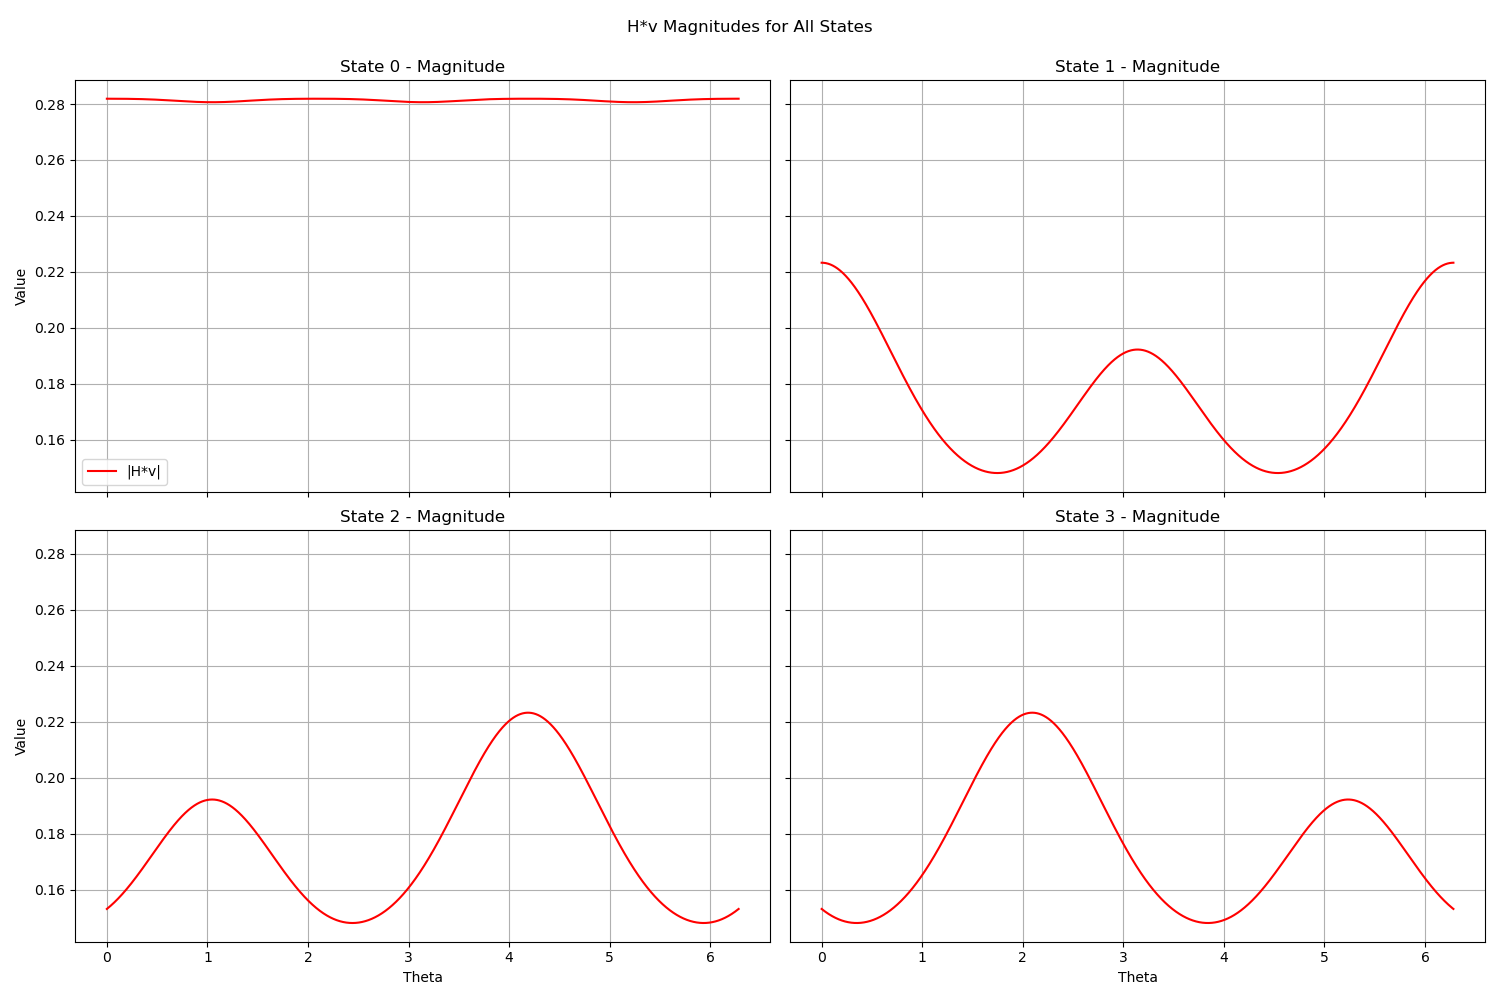 H*v Magnitudes for All States
State 0 - Magnitude
Value
0.28
0.26
0.24
0.22
0.20
0.18
0.16
|H*v|
State 1 - Magnitude
State 2 - Magnitude
Value
0.28
0.26
0.24
0.22
0.20
0.18
0.16
0 1 2 3 4 5 6
Theta
State 3 - Magnitude
0 1 2 3 4 5 6
Theta